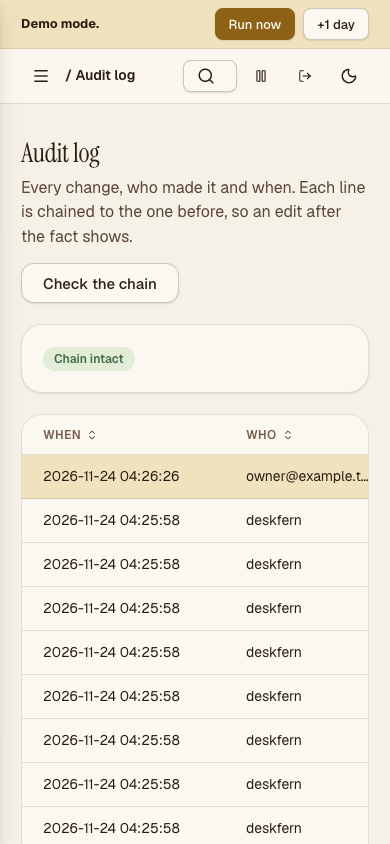 Demo mode.
Run now
+1 day
/ Audit log
Audit log
Every change, who made it and when. Each line
is chained to the one before, so an edit after
the fact shows.
Check the chain
Chain intact
WHEN WHO
2026-11-24 04:26:26 owner@example.t...
2026-11-24 04:25:58 deskfern
2026-11-24 04:25:58 deskfern
2026-11-24 04:25:58 deskfern
2026-11-24 04:25:58 deskfern
2026-11-24 04:25:58 deskfern
2026-11-24 04:25:58 deskfern
2026-11-24 04:25:58 deskfern
2026-11-24 04:25:58 deskfern